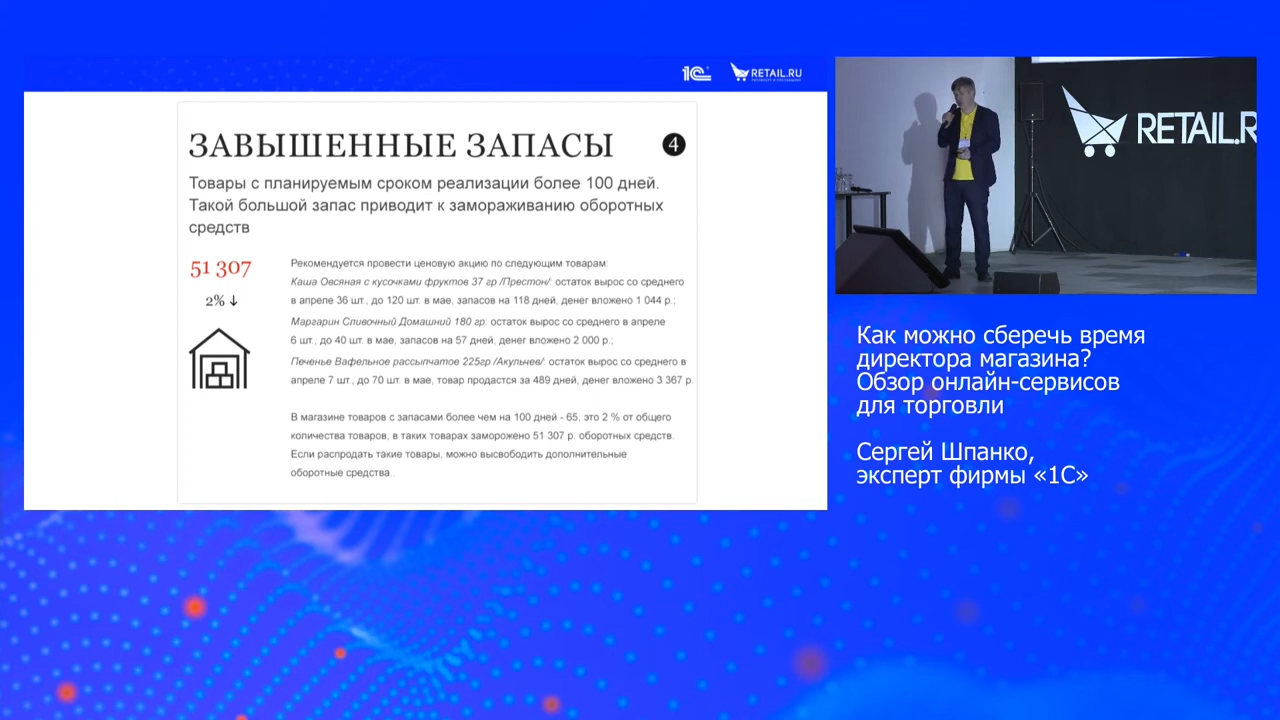 1С
RETAIL.RU
ЗАВЫШЕННЫЕ ЗАПАСЫ
4
Товары с планируемым сроком реализации более 100 дней.
Такой большой запас приводит к замораживанию оборотных
средств
51 307
2% ↓
Рекомендуется провести ценовую акцию по следующим товарам:
Каша Овсяная с кусочками фруктов 37 гр /Престон/: остаток вырос со среднего
в апреле 36 шт., до 120 шт. в мае, запасов на 118 дней, денег вложено 1 044 р.;
Маргарин Сливочный Домашний 180 гр: остаток вырос со среднего в апреле
6 шт., до 40 шт. в мае, запасов на 57 дней, денег вложено 2 000 р.;
Печенье Вафельное рассыпчатое 225гр /Акульчев/: остаток вырос со среднего в
апреле 7 шт., до 70 шт. в мае, товар продастся за 489 дней, денег вложено 3 367 р.
В магазине товаров с запасами более чем на 100 дней - 65, это 2 % от общего
количества товаров, в таких товарах заморожено 51 307 р. оборотных средств.
Если распродать такие товары, можно высвободить дополнительные
оборотные средства..
RETAIL.R
Как можно сберечь время
директора магазина?
Обзор онлайн-сервисов
для торговли
Сергей Шпанко,
эксперт фирмы «1С»